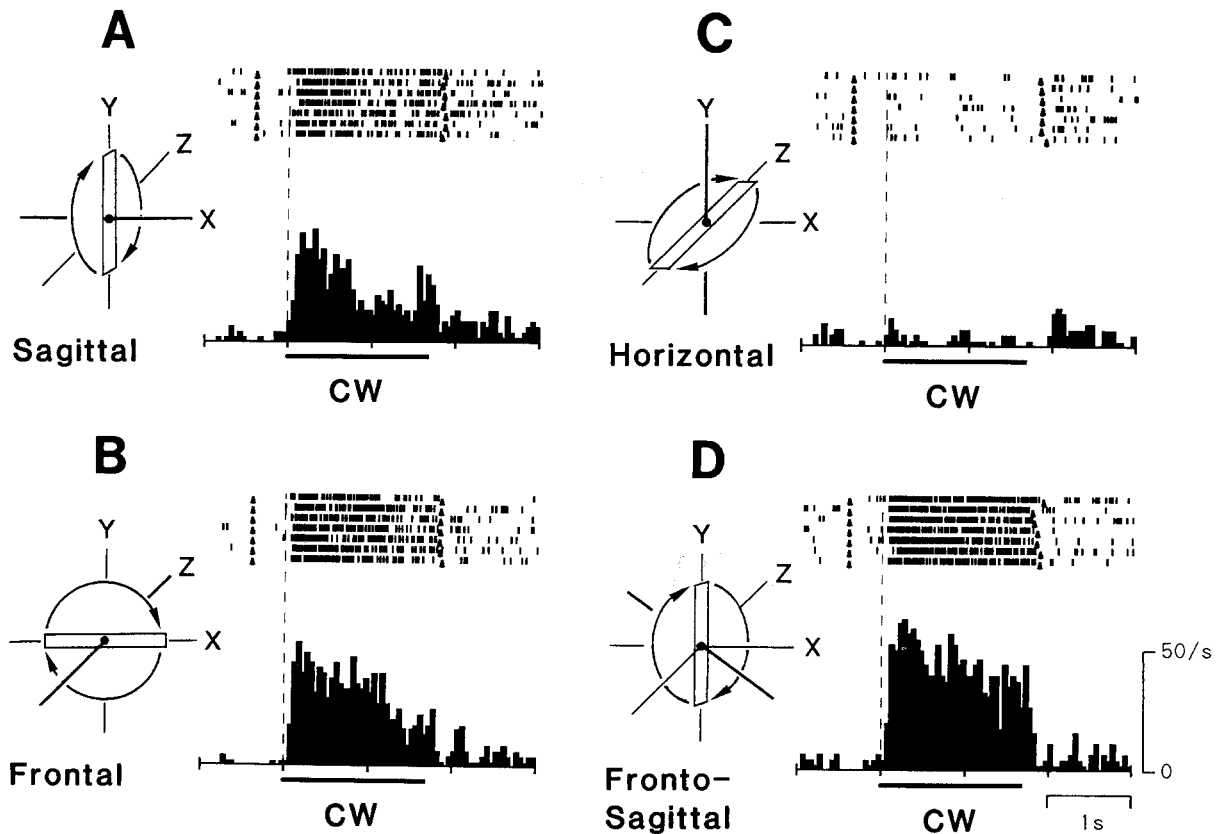 A
Y
Z
X
Sagittal
CW
C
Y
Z
X
Horizontal
CW
B
Y
Z
X
Frontal
CW
D
Y
Z
X
Fronto-
Sagittal
CW
50/s
0
1s